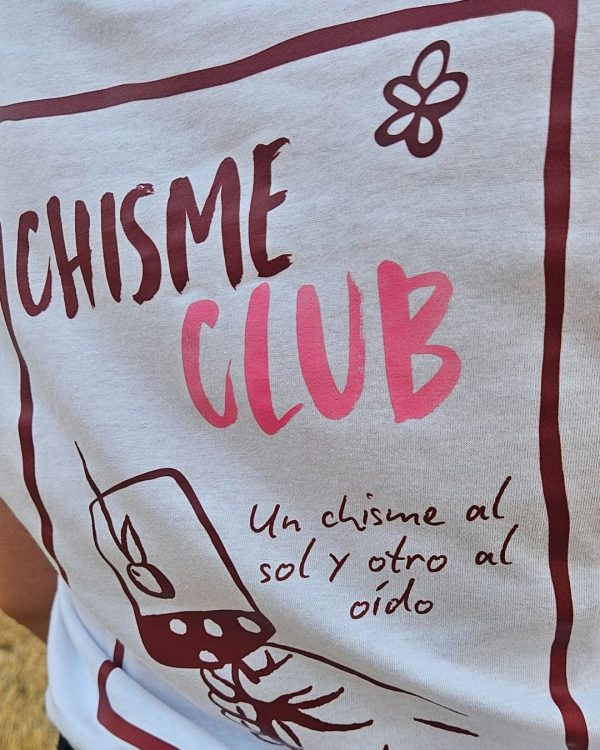 CHISME
CLUB
Un chisme al
sol y otro al
oído